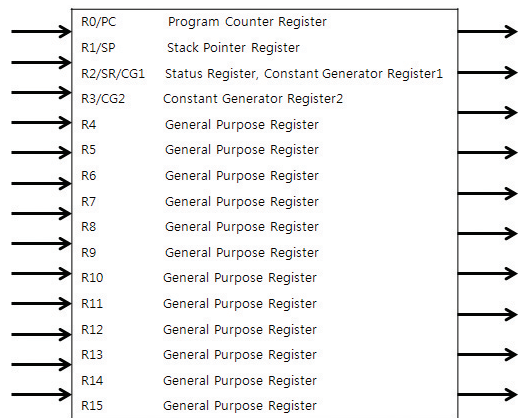 R0/PC Program Counter Register
R1/SP Stack Pointer Register
R2/SR/CG1 Status Register, Constant Generator Register1
R3/CG2 Constant Generator Register2
R4 General Purpose Register
R5 General Purpose Register
R6 General Purpose Register
R7 General Purpose Register
R8 General Purpose Register
R9 General Purpose Register
R10 General Purpose Register
R11 General Purpose Register
R12 General Purpose Register
R13 General Purpose Register
R14 General Purpose Register
R15 General Purpose Register